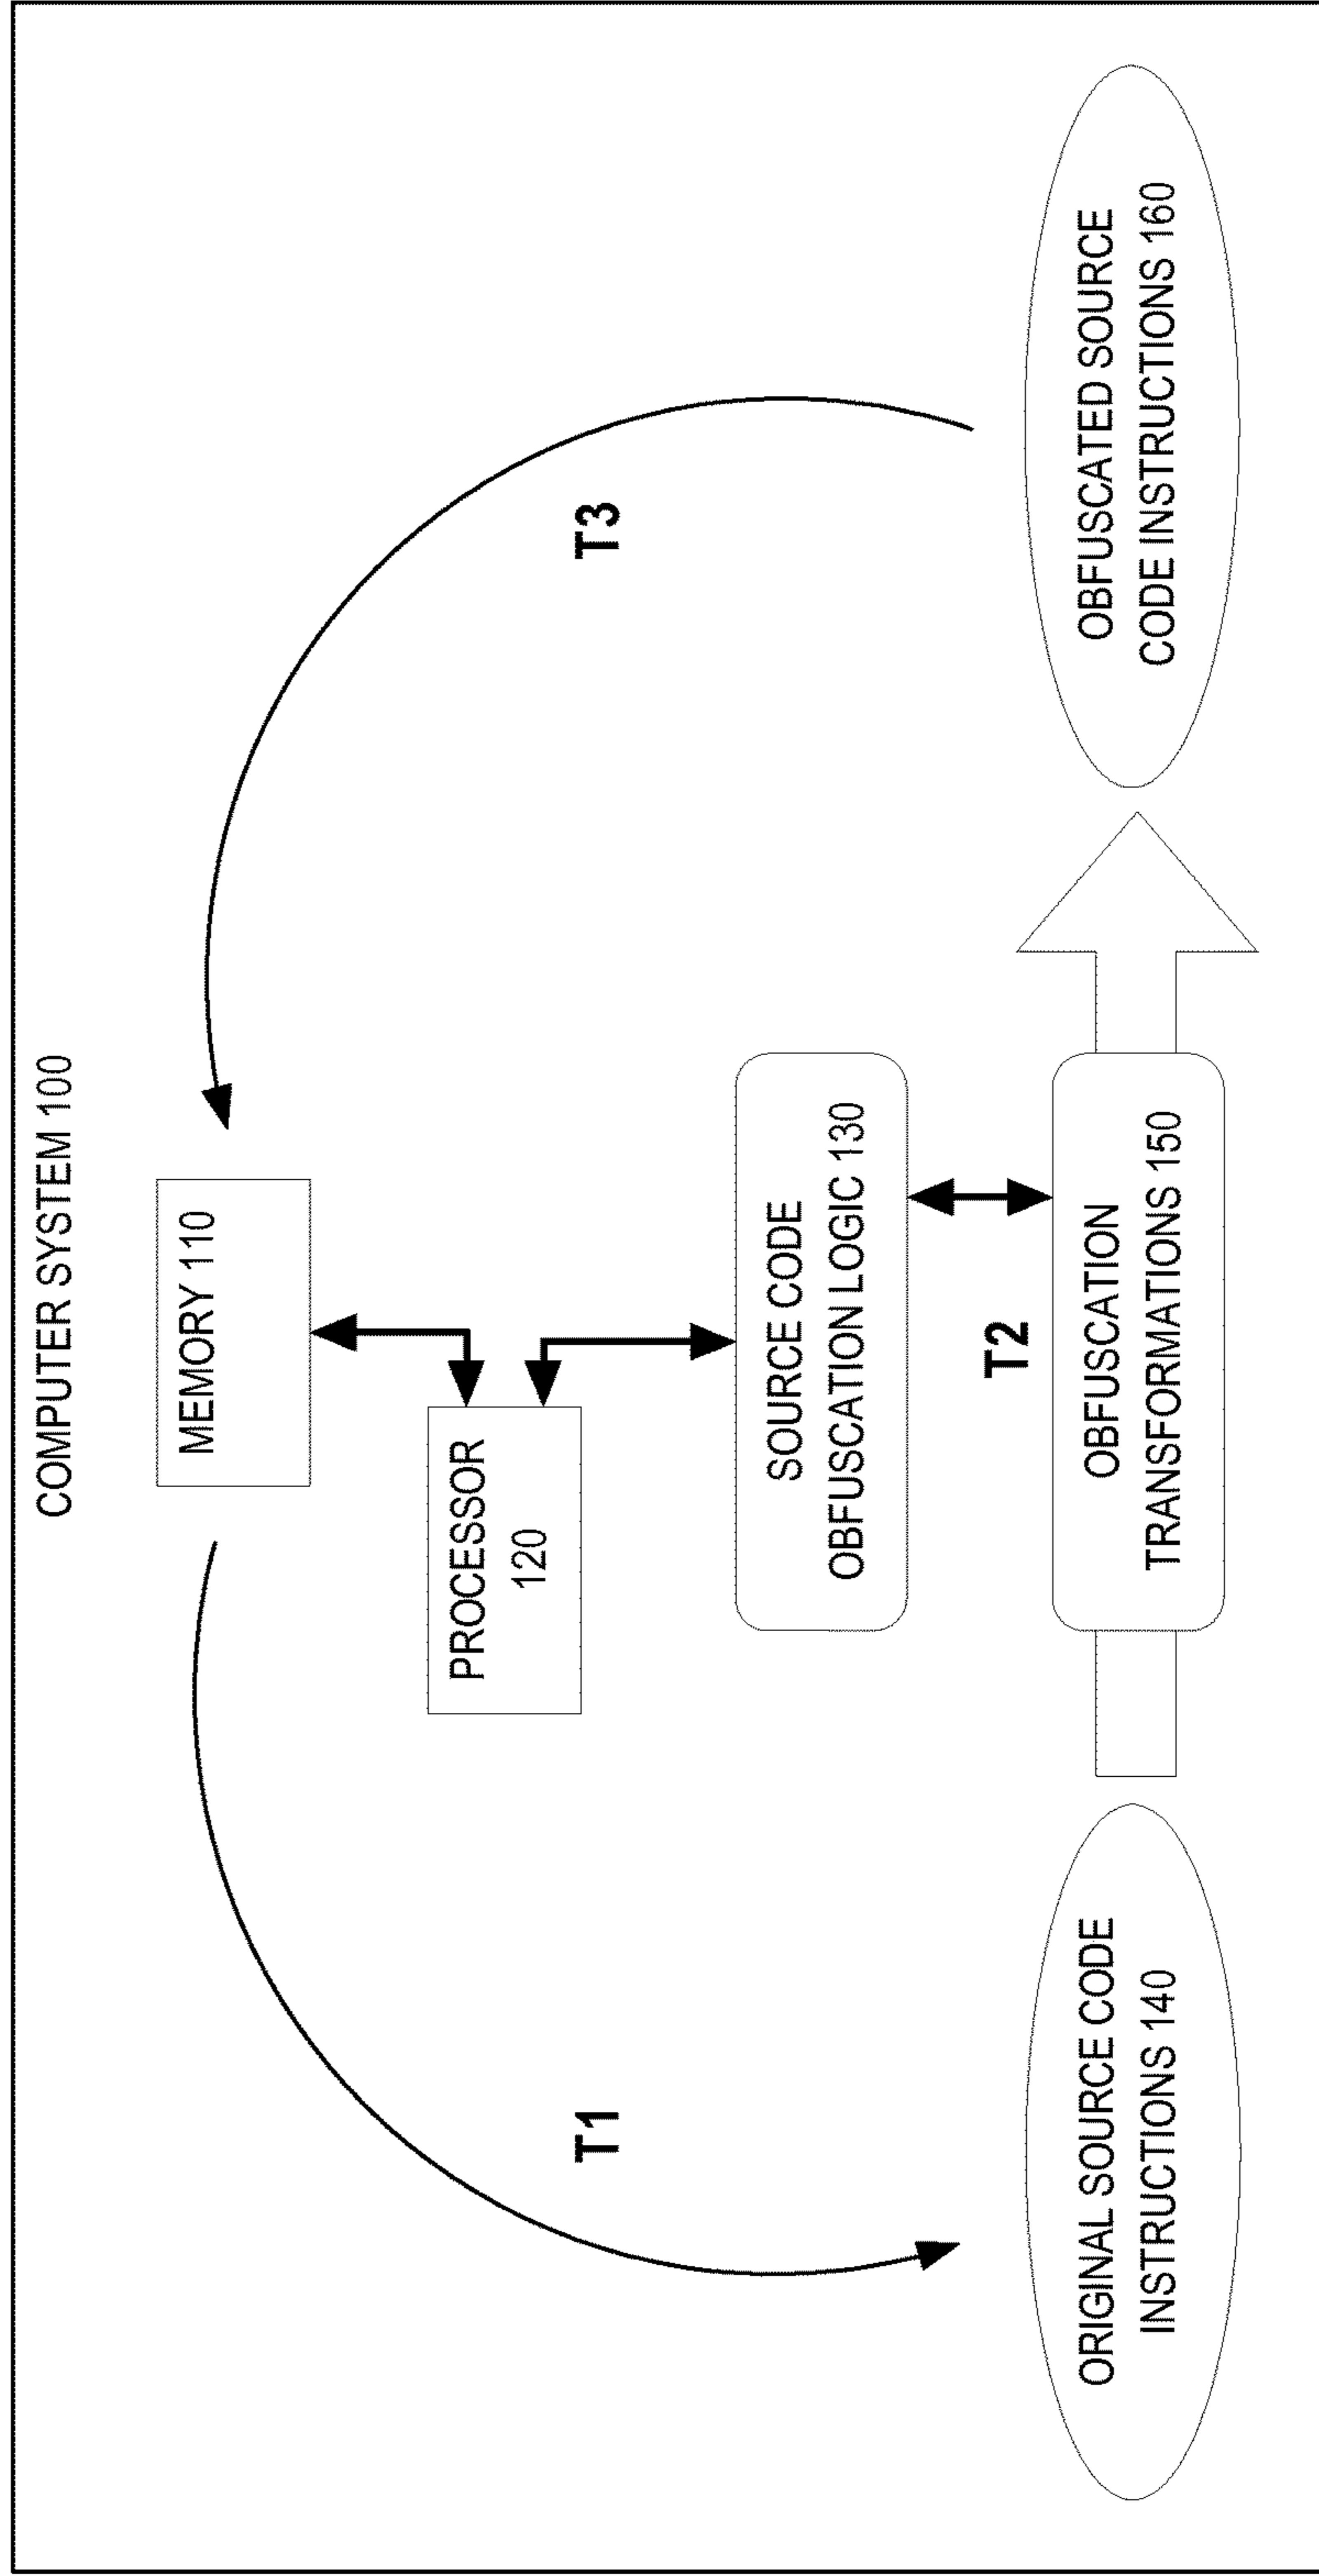 COMPUTER SYSTEM 100
MEMORY 110
PROCESSOR
120
T1
T3
SOURCE CODE
OBFUSCATION LOGIC 130
T2
ORIGINAL SOURCE CODE
INSTRUCTIONS 140
OBFUSCATION
TRANSFORMATIONS 150
OBFUSCATED SOURCE
CODE INSTRUCTIONS 160